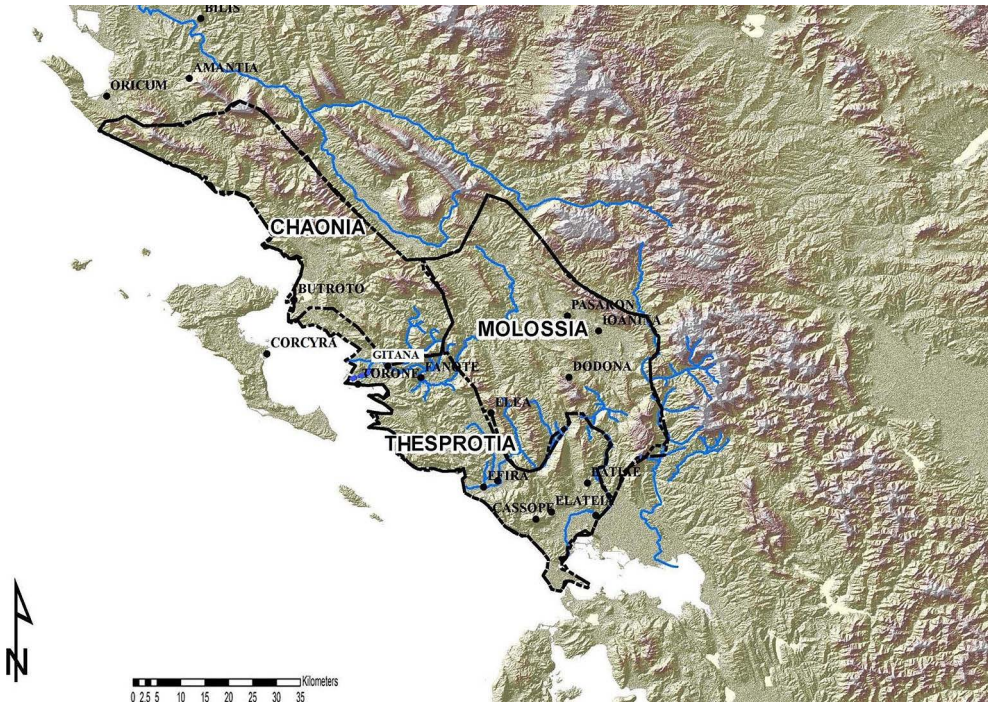 BILIS
AMANTIA
ORICUM
CHAONIA
BUTROTO
PASARON
MOLOSSIA
IOANINA
CORCYRA
GITANA
TORONE
FANOTE
DODONA
ELEA
THESPROTIA
EFIRA
BATIAE
CASSOPE
ELATEIA
N
Kilometers
0 2.5 5 10 15 20 25 30 35